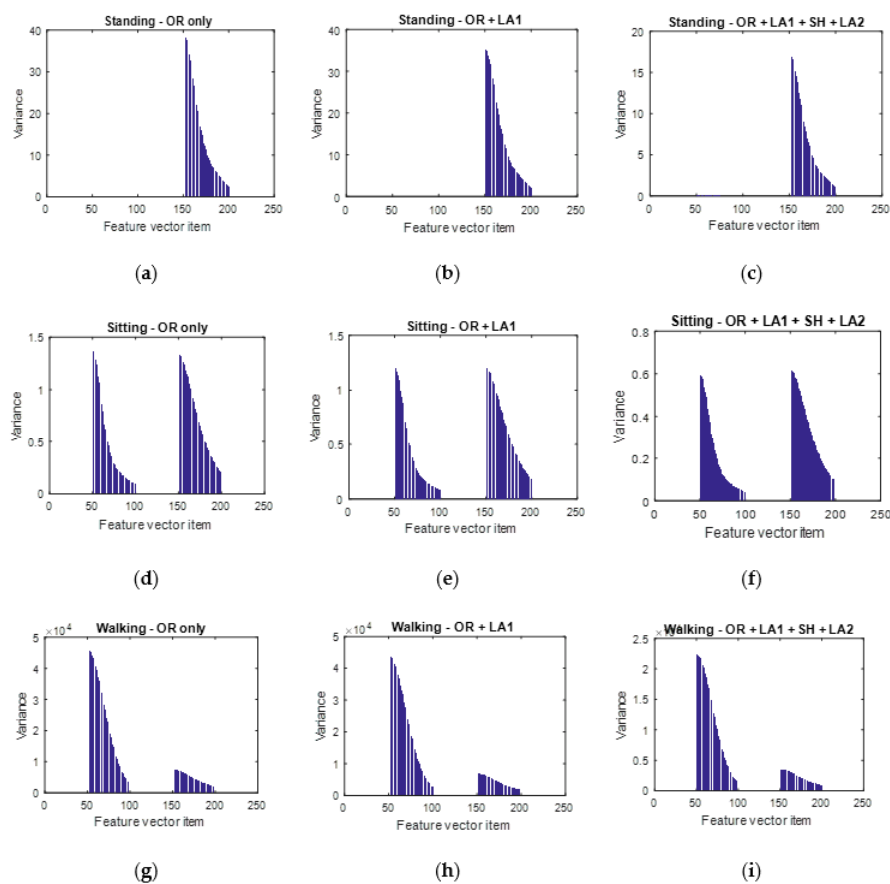 Standing - OR only
Standing - OR + LA1
Standing - OR + LA1 + SH + LA2
40
30
20
10
0
Variance
0 50 100 150 200 250
Feature vector item
40
30
20
10
0
Variance
0 50 100 150 200 250
Feature vector item
20
15
10
5
0
Variance
0 50 100 150 200 250
Feature vector item
(a)
(b)
(c)
Sitting - OR only
Sitting - OR + LA1
Sitting - OR + LA1 + SH + LA2
1.5
1
0.5
0
Variance
0 50 100 150 200 250
Feature vector item
1.5
1
0.5
0
Variance
0 50 100 150 200 250
Feature vector item
0.8
0.6
0.4
0.2
0
Variance
0 50 100 150 200 250
Feature vector item
(d)
(e)
(f)
Walking - OR only
Walking - OR + LA1
Walking - OR + LA1 + SH + LA2
×10⁴
5
4
3
2
1
0
Variance
0 50 100 150 200 250
Feature vector item
×10⁴
5
4
3
2
1
0
Variance
0 50 100 150 200 250
Feature vector item
2.5
2
1.5
1
0.5
0
Variance
0 50 100 150 200 250
Feature vector item
(g)
(h)
(i)